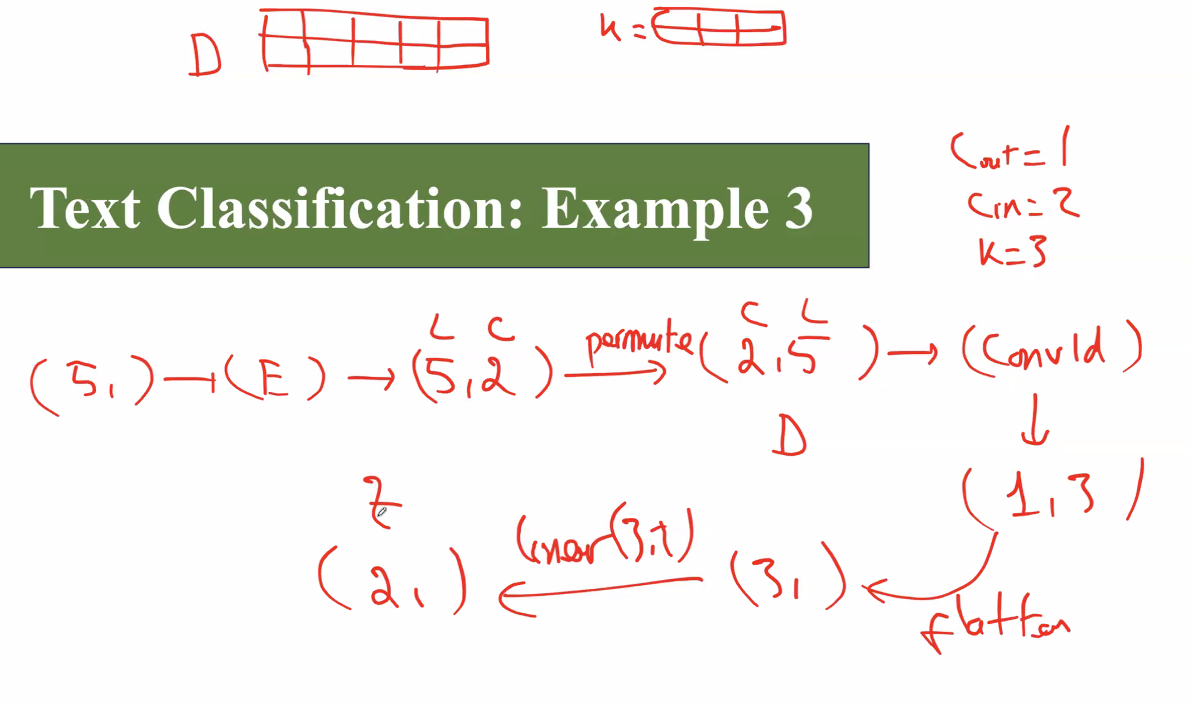 D
K =
Cout = 1
Text Classification: Example 3
Cin = 2
K = 3
L C
C L
(5,) → (E) → (5,2) permute (2,5) → (Conv1d)
D
↓
(1,3)
z
(2,) ← Linear(3,1) (3,) ←
flatten